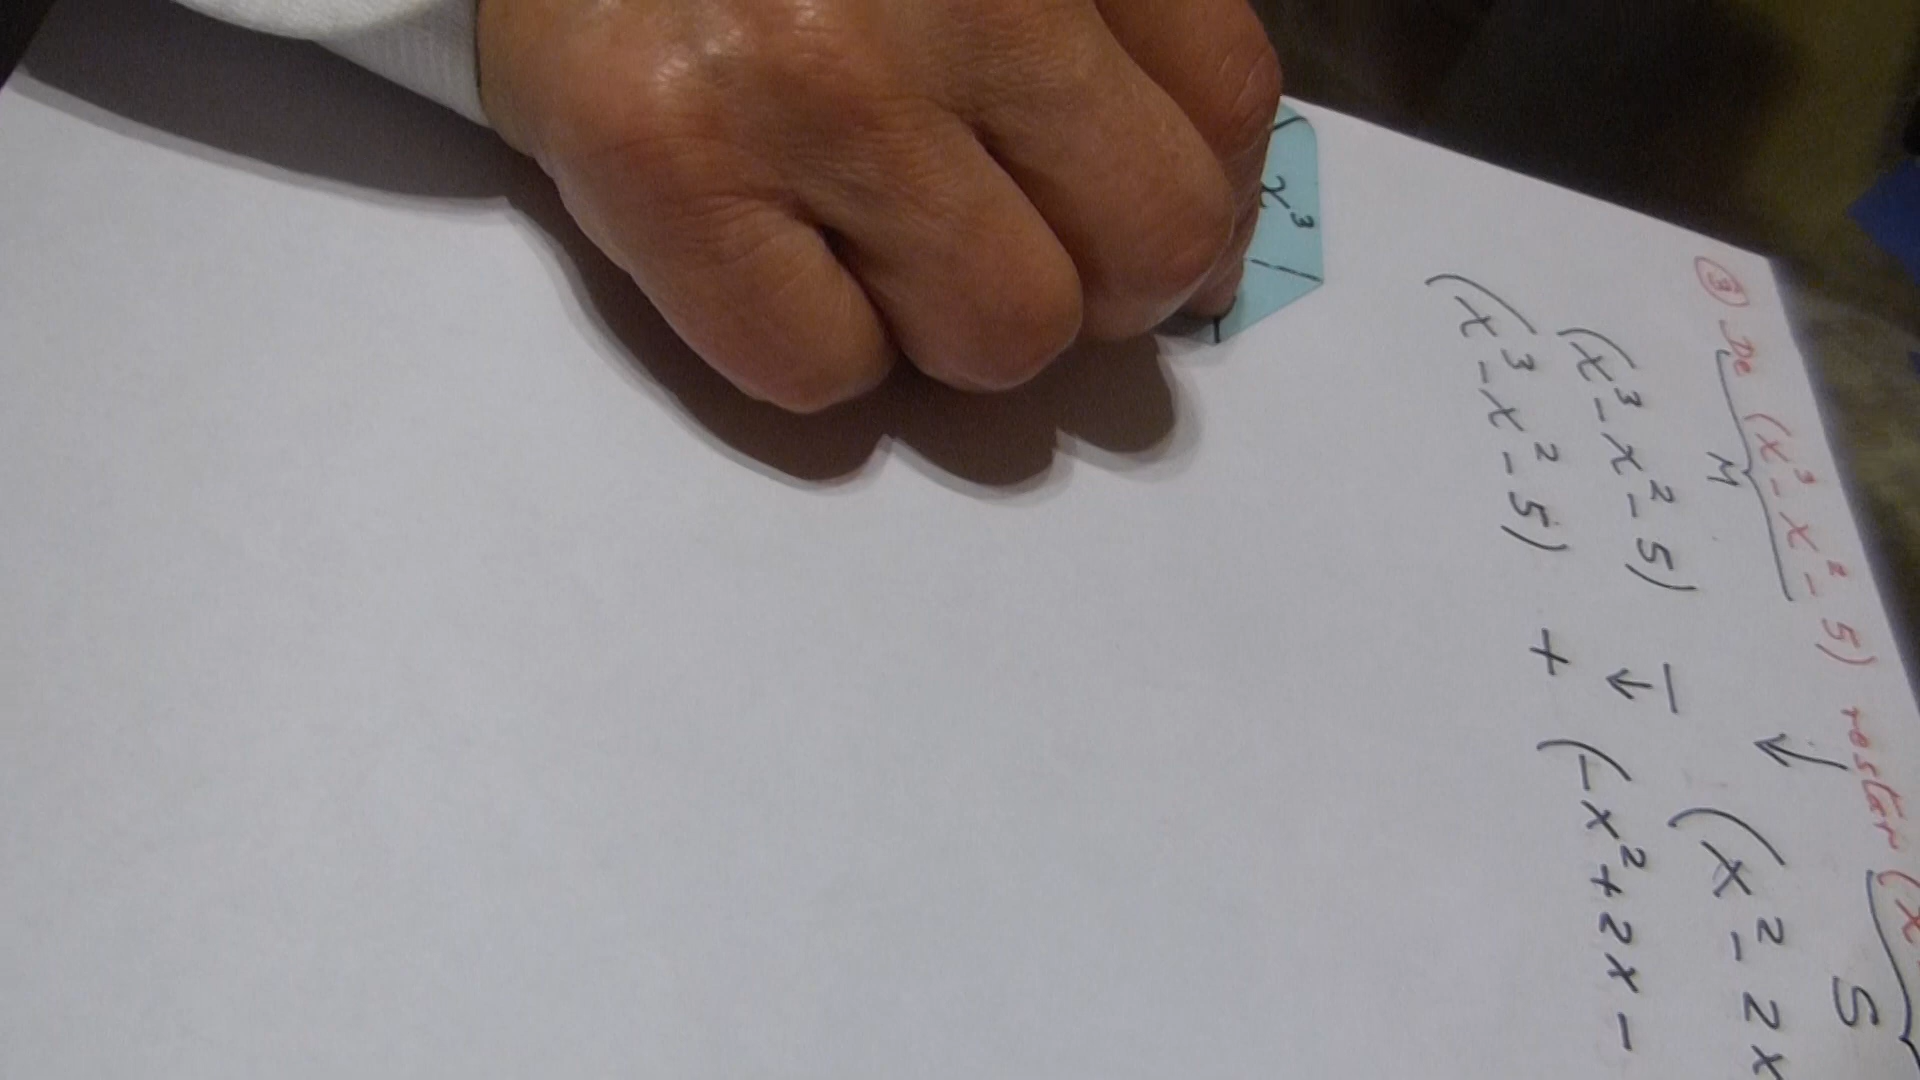 ③ De (x³ - x² - 5) restar (x
M S
(x³ - x² - 5) - (x² - 2x
(x³ - x² - 5) + (-x² + 2x -
x³